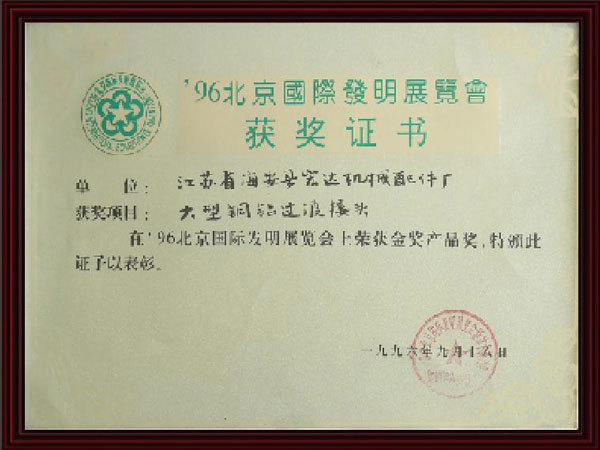 '96北京國際發明展覽會
获奖证书
单 位: 江苏省海安县宏达机械配件厂
获奖项目: 大型铜铝过渡接头
在'96北京国际发明展览会上荣获金奖产品奖,特颁此
证予以表彰。
一九九六年九月十六日